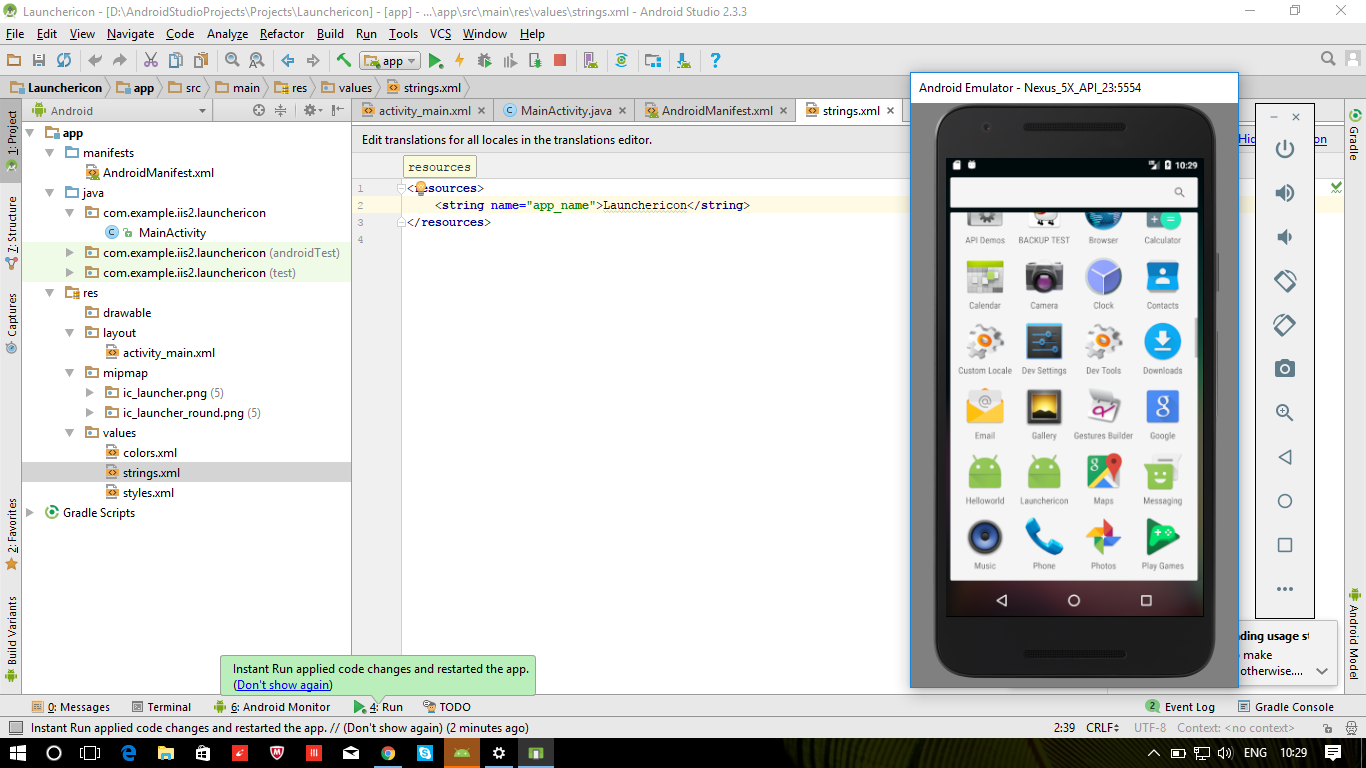 Launchericon - [D:\AndroidStudioProjects\Projects\Launchericon] - [app] - ...\app\src\main\res\values\strings.xml - Android Studio 2.3.3
File Edit View Navigate Code Analyze Refactor Build Run Tools VCS Window Help
app
Launchericon app src main res values strings.xml
Android
activity_main.xml MainActivity.java AndroidManifest.xml strings.xml
Edit translations for all locales in the translations editor.
resources
1 <resources>
2 <string name="app_name">Launchericon</string>
3 </resources>
4
1: Project
7: Structure
Captures
2: Favorites
Build Variants
app
manifests
AndroidManifest.xml
java
com.example.iis2.launchericon
MainActivity
com.example.iis2.launchericon (androidTest)
com.example.iis2.launchericon (test)
res
drawable
layout
activity_main.xml
mipmap
ic_launcher.png (5)
ic_launcher_round.png (5)
values
colors.xml
strings.xml
styles.xml
Gradle Scripts
Android Emulator - Nexus_5X_API_23:5554
10:29
API Demos BACKUP TEST Browser Calculator
Calendar Camera Clock Contacts
Custom Locale Dev Settings Dev Tools Downloads
Email Gallery Gestures Builder Google
Helloworld Launchericon Maps Messaging
Music Phone Photos Play Games
Gradle
Android Model
make
otherwise....
Instant Run applied code changes and restarted the app.
(Don't show again)
0: Messages Terminal 6: Android Monitor 4: Run TODO 2 Event Log Gradle Console
Instant Run applied code changes and restarted the app. // (Don't show again) (2 minutes ago) 2:39 CRLF UTF-8 Context: <no context>
ENG 10:29